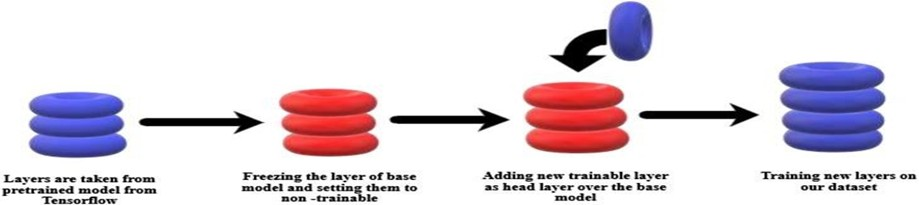 Layers are taken from
pretrained model from
Tensorflow
Freezing the layer of base
model and setting them to
non -trainable
Adding new trainable layer
as head layer over the base
model
Training new layers on
our dataset